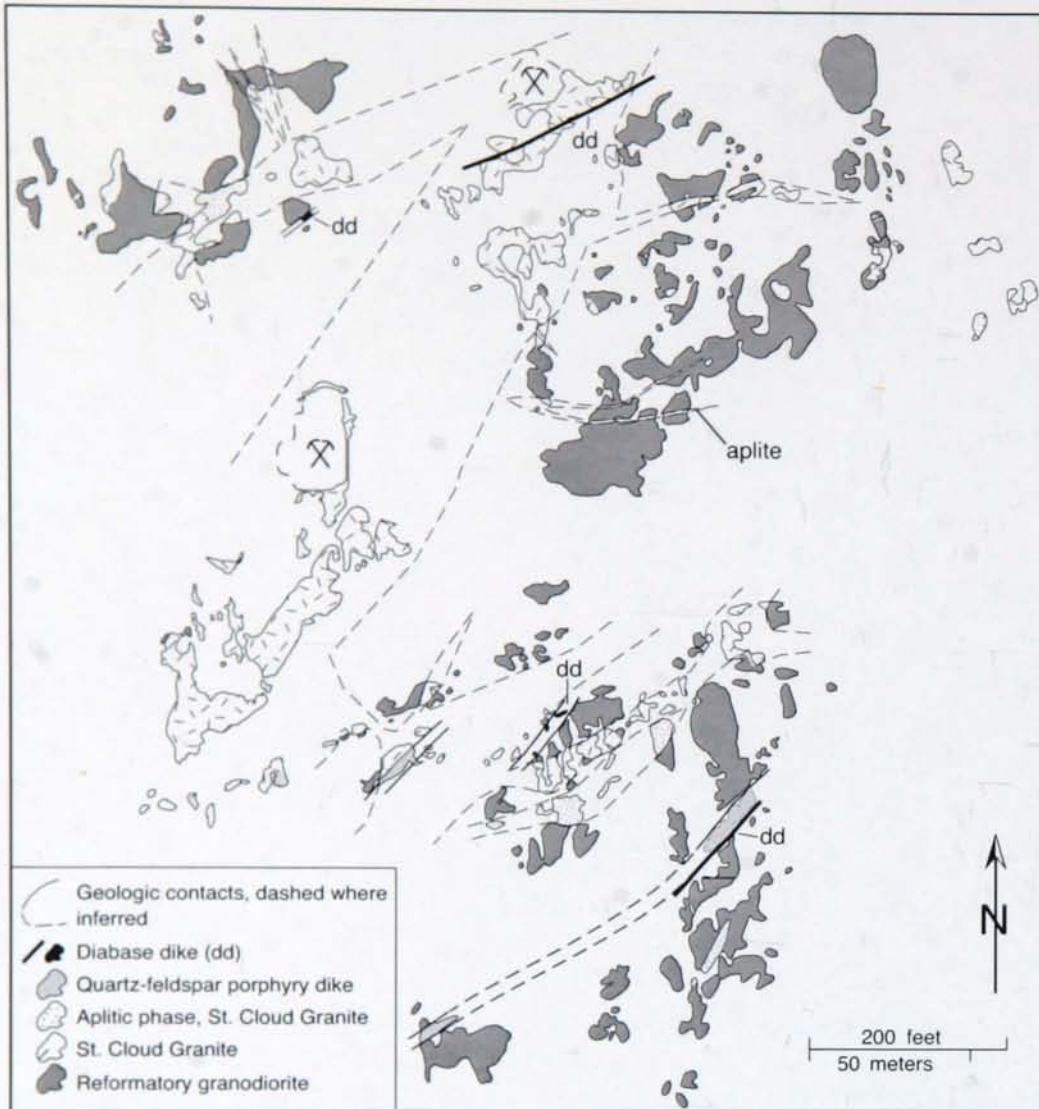 dd
dd
aplite
dd
dd
Geologic contacts, dashed where
inferred
Diabase dike (dd)
Quartz-feldspar porphyry dike
Aplitic phase, St. Cloud Granite
St. Cloud Granite
Reformatory granodiorite
N
200 feet
50 meters